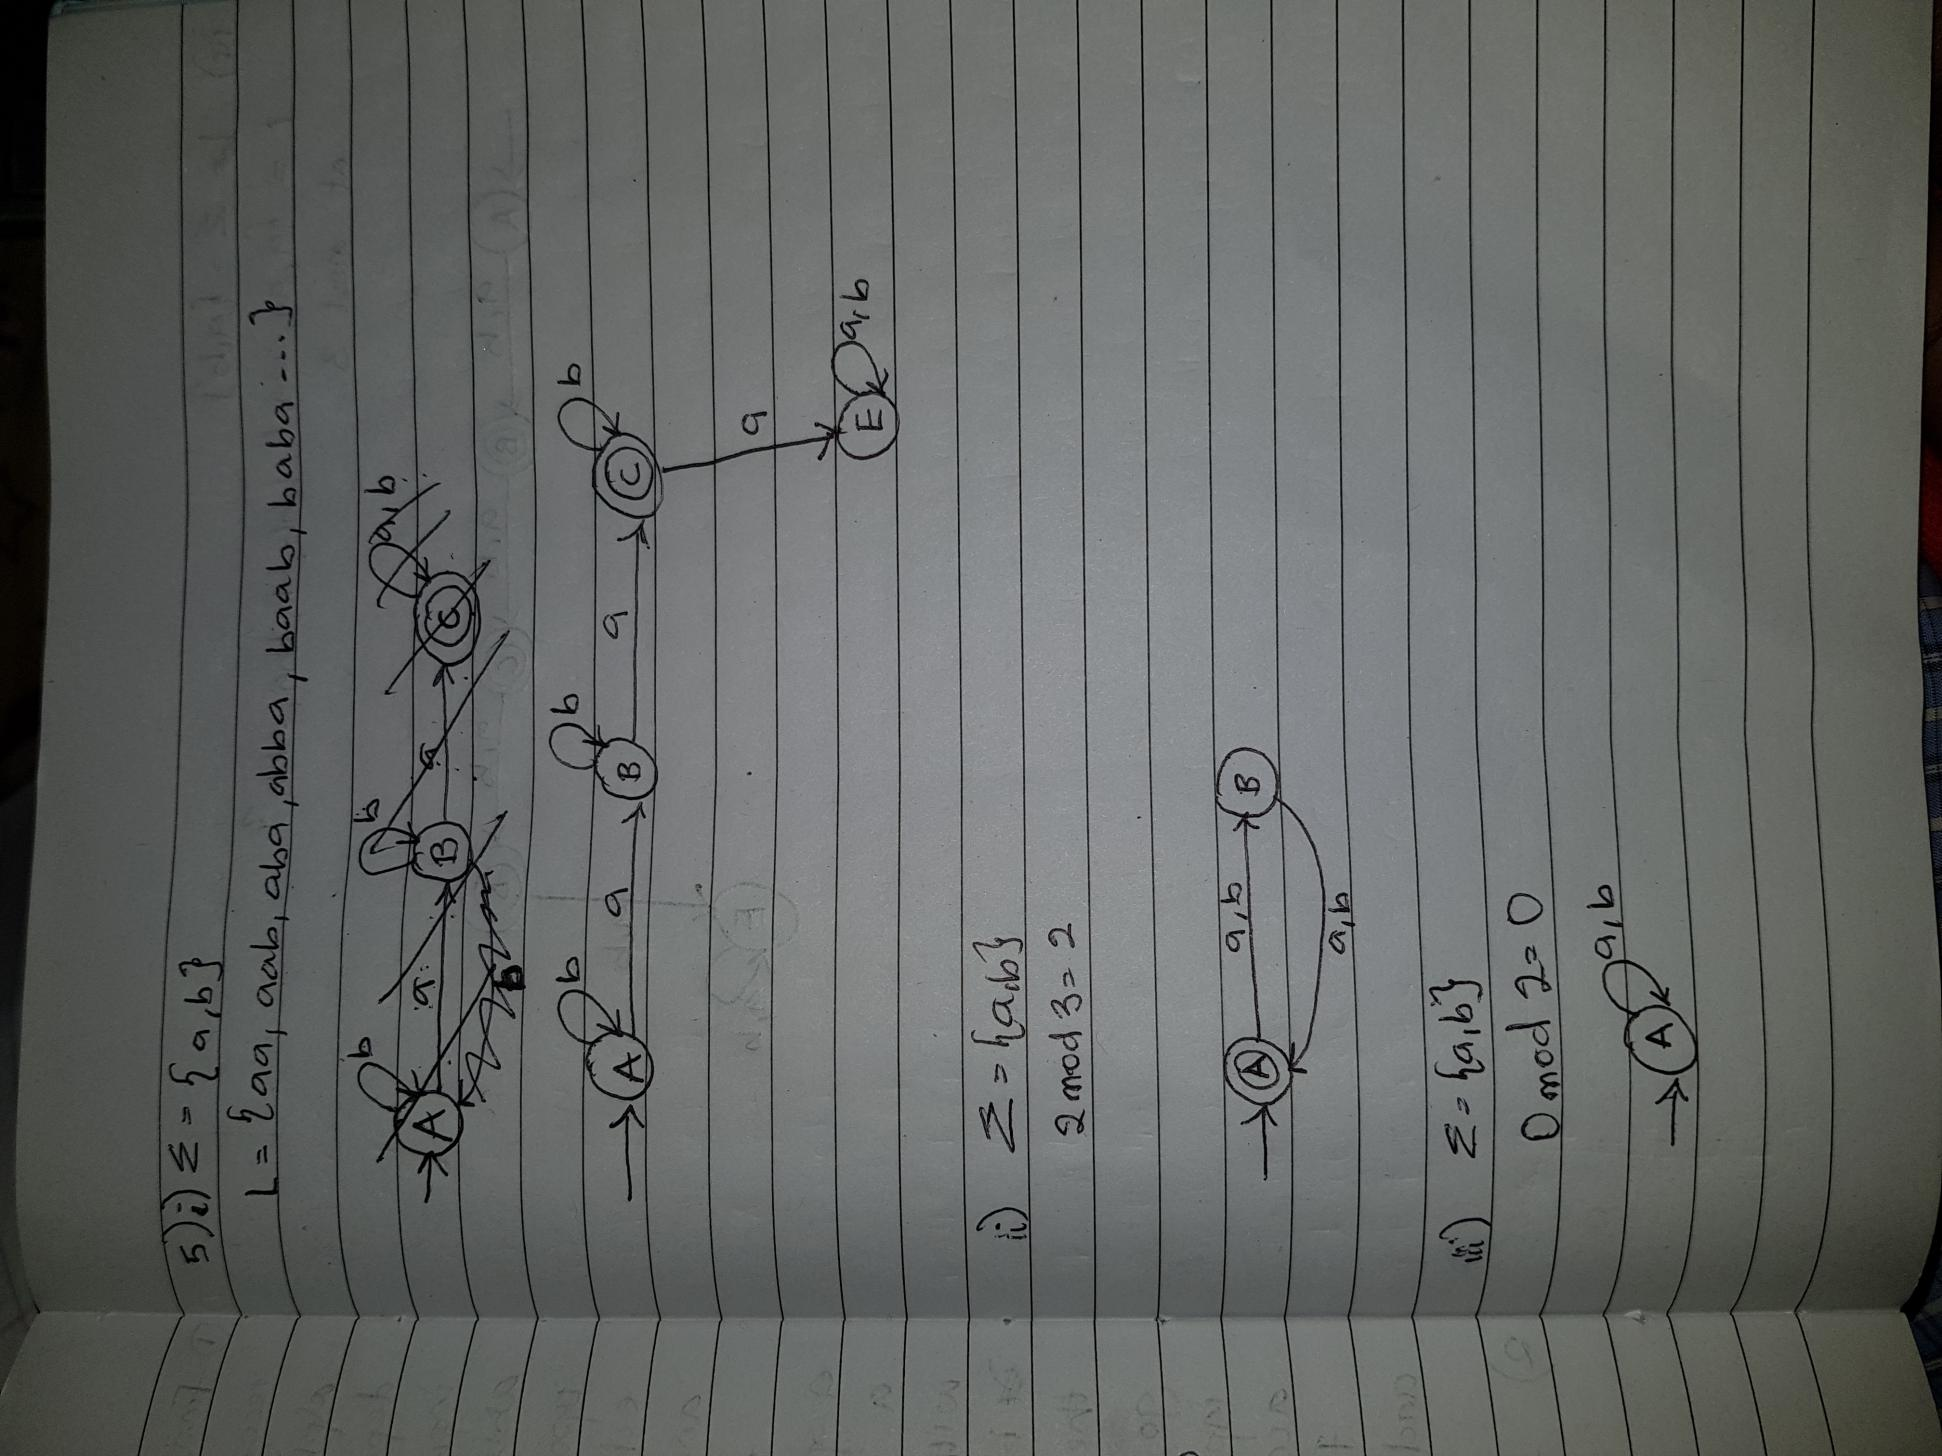 5) i) Σ = {a,b}
L = {aa, aab, aba, abba, baab, baba ...}
b b a,b
A a B a C
b
b b b
A a B a C
a
E a,b
ii) Σ = {a,b}
2 mod 3 = 2
A a,b B
a,b
iii) Σ = {a,b}
0 mod 2 = 0
a,b
A